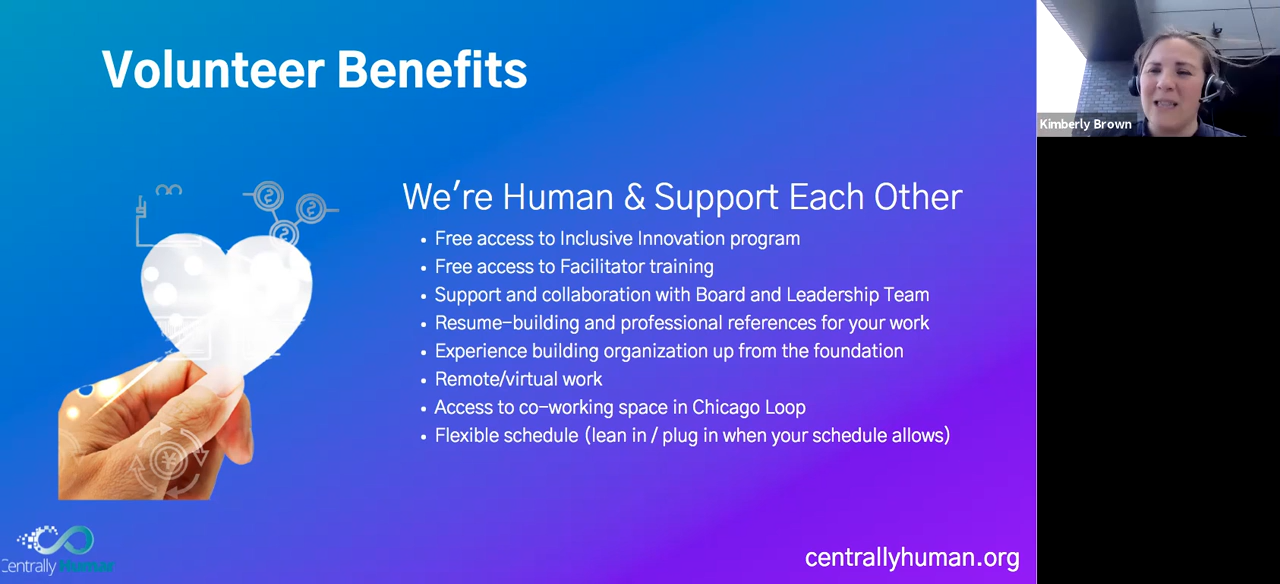 Volunteer Benefits
Kimberly Brown
We're Human & Support Each Other
• Free access to Inclusive Innovation program
• Free access to Facilitator training
• Support and collaboration with Board and Leadership Team
• Resume-building and professional references for your work
• Experience building organization up from the foundation
• Remote/virtual work
• Access to co-working space in Chicago Loop
• Flexible schedule (lean in / plug in when your schedule allows)
Centrally Human
centrallyhuman.org